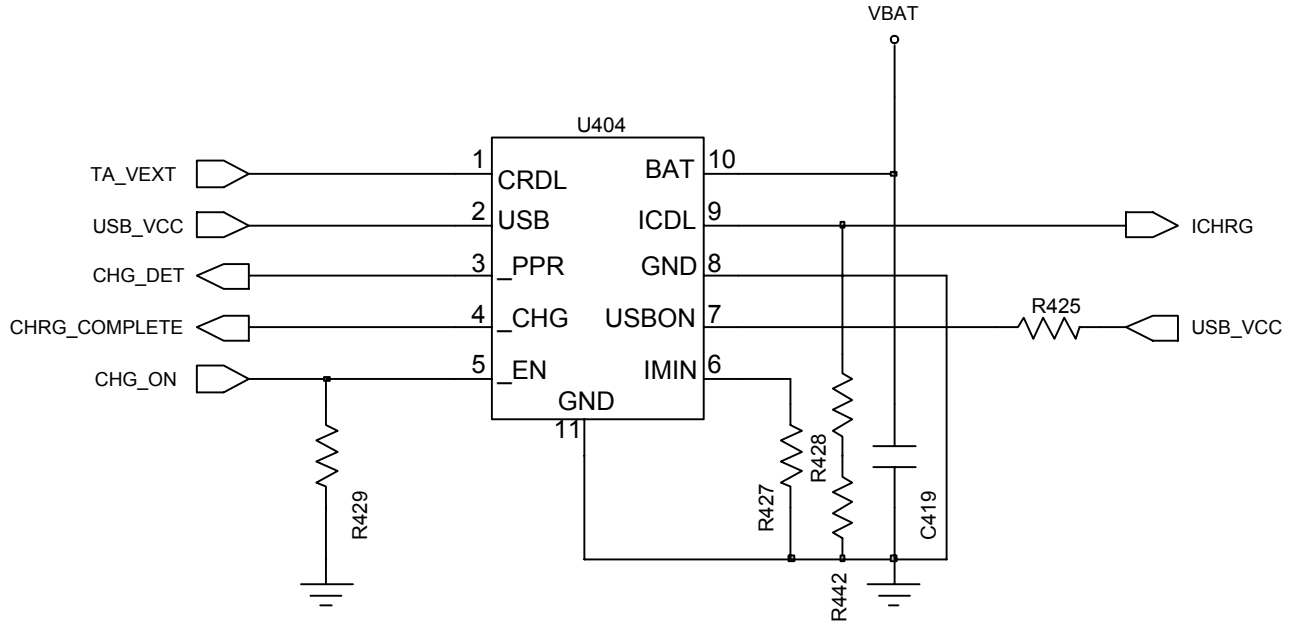 VBAT
U404
TA_VEXT
1
CRDL
BAT
10
USB_VCC
2
USB
ICDL
9
ICHRG
CHG_DET
3
_PPR
GND
8
CHRG_COMPLETE
4
_CHG
USBON
7
R425
USB_VCC
CHG_ON
5
_EN
IMIN
6
GND
11
R429
R427
R428
R442
C419